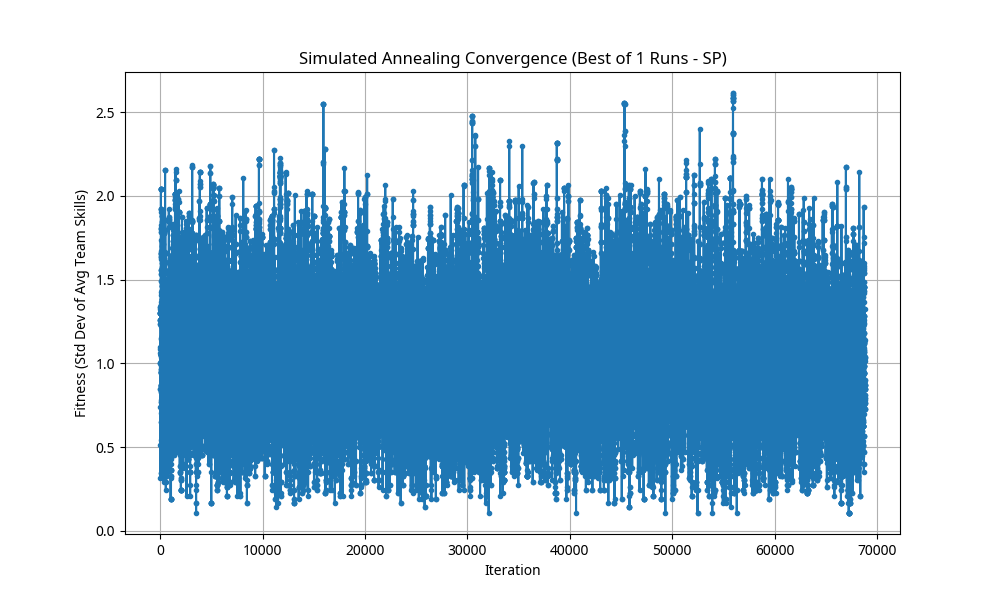 Simulated Annealing Convergence (Best of 1 Runs - SP)
Fitness (Std Dev of Avg Team Skills)
2.5
2.0
1.5
1.0
0.5
0.0
0 10000 20000 30000 40000 50000 60000 70000
Iteration